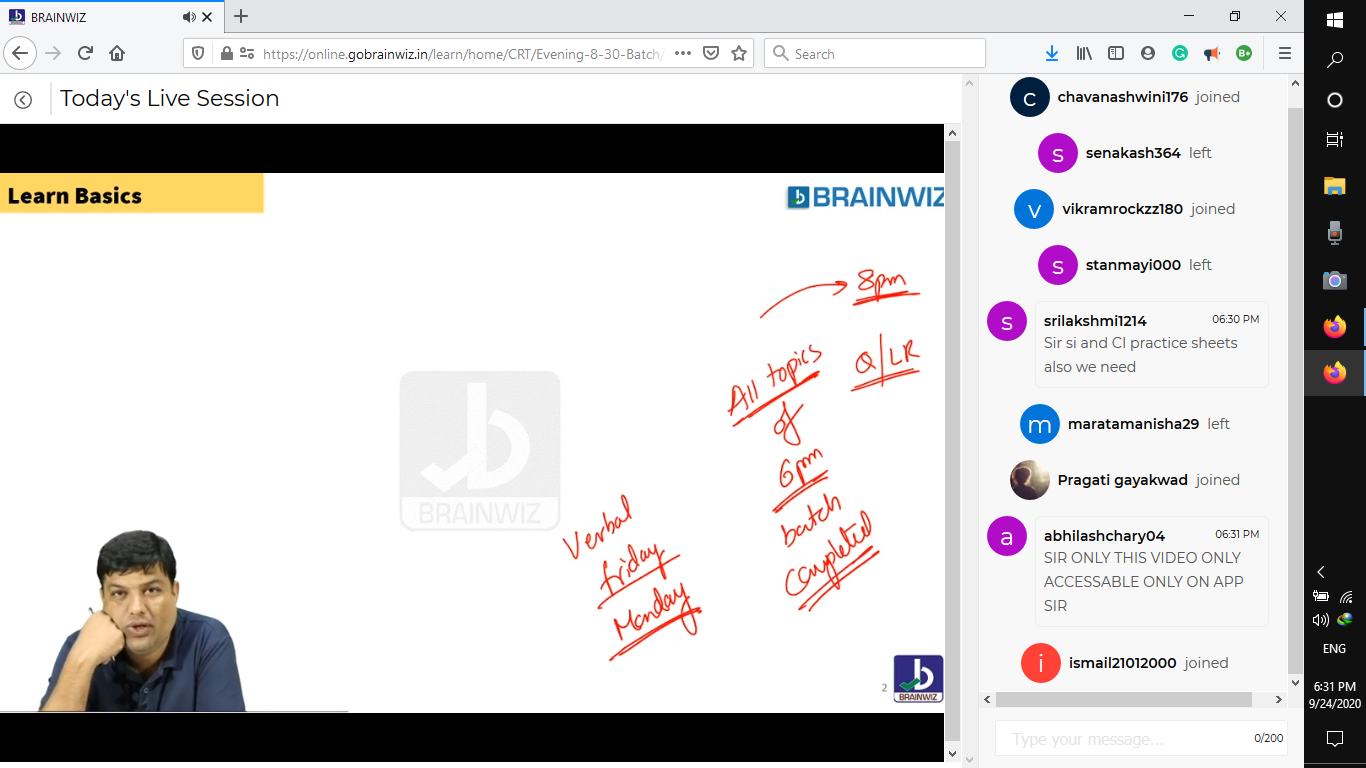 BRAINWIZ
https://online.gobrainwiz.in/learn/home/CRT/Evening-8-30-Batch/
Search
B+
Today's Live Session
Learn Basics
BRAINWIZ
8pm
All topics Q/LR
of
6pm
batch
completed
Verbal
friday
Monday
BRAINWIZ
2
BRAINWIZ
c chavanashwini176 joined
s senakash364 left
v vikramrockzz180 joined
s stanmayi000 left
s srilakshmi1214 06:30 PM
Sir si and CI practice sheets
also we need
m maratamanisha29 left
Pragati gayakwad joined
a abhilashchary04 06:31 PM
SIR ONLY THIS VIDEO ONLY
ACCESSABLE ONLY ON APP
SIR
i ismail21012000 joined
Type your message... 0/200
ENG
6:31 PM
9/24/2020